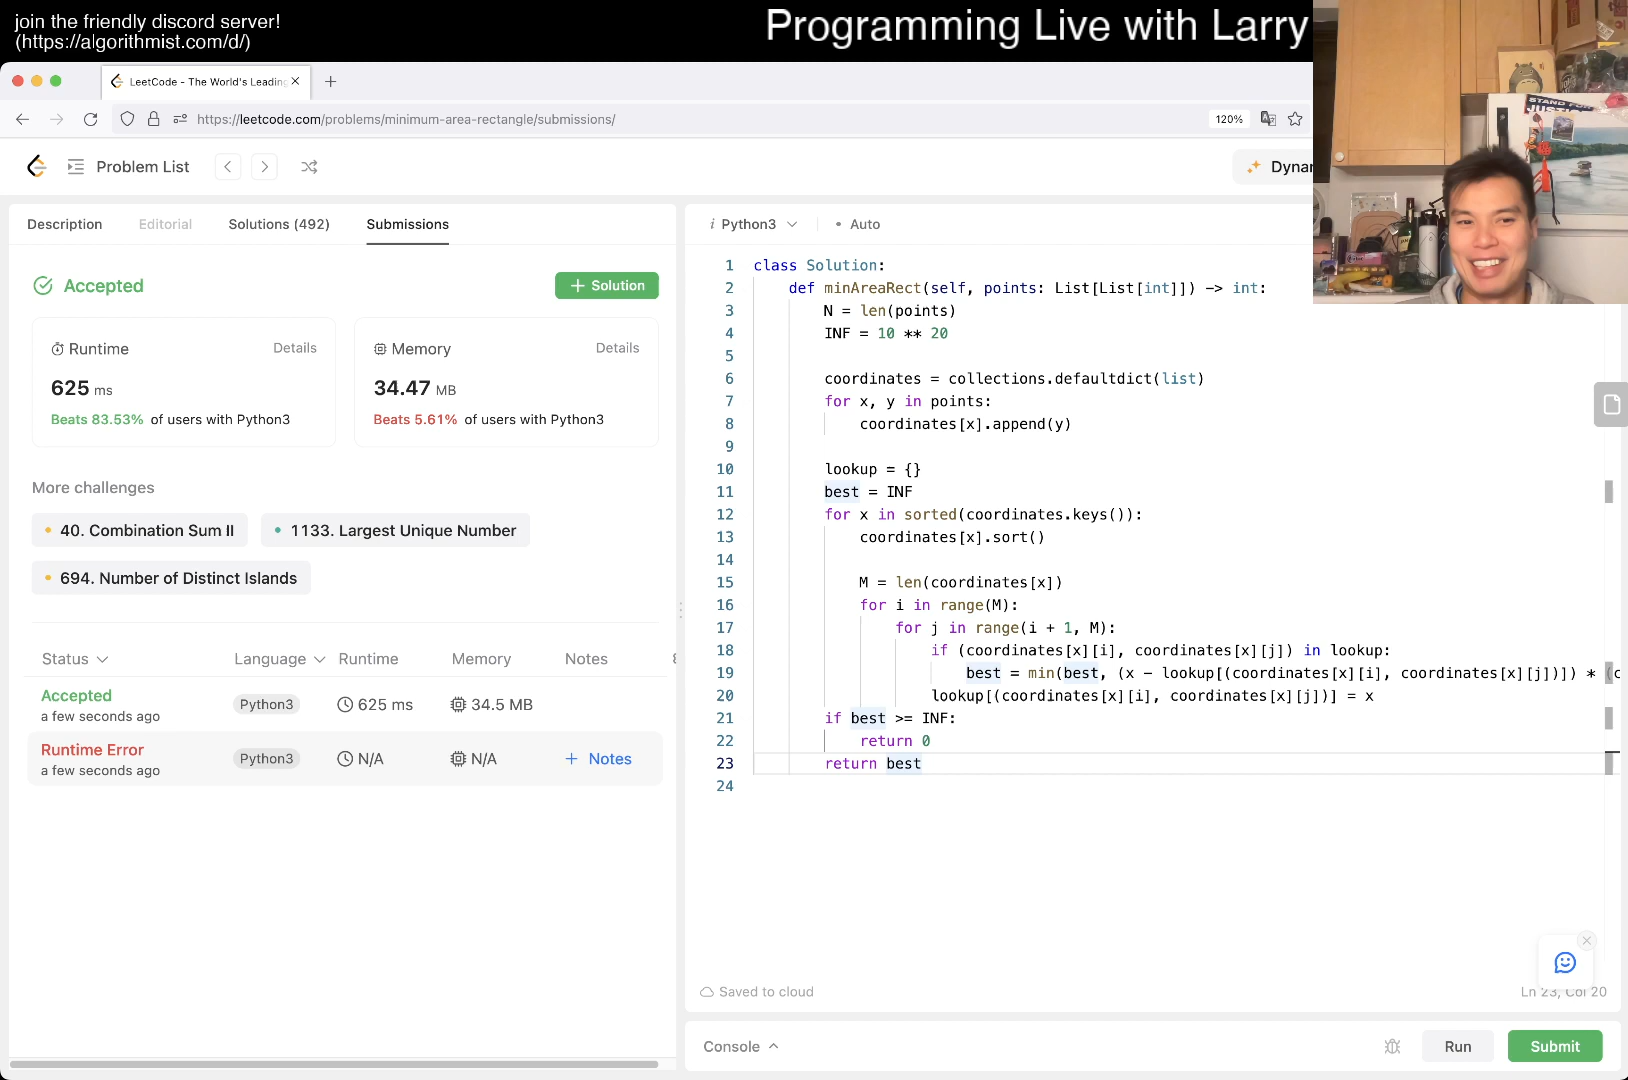 join the friendly discord server!
(https://algorithmist.com/d/)
Programming Live with Larry
LeetCode - The World's Leading
https://leetcode.com/problems/minimum-area-rectangle/submissions/
120%
Problem List
Dynam
Description
Editorial
Solutions (492)
Submissions
Accepted
Solution
Runtime
Details
625 ms
Beats 83.53% of users with Python3
Memory
Details
34.47 MB
Beats 5.61% of users with Python3
More challenges
40. Combination Sum II
1133. Largest Unique Number
694. Number of Distinct Islands
Status
Language
Runtime
Memory
Notes
Accepted
a few seconds ago
Python3
625 ms
34.5 MB
Runtime Error
a few seconds ago
Python3
N/A
N/A
+ Notes
i Python3
• Auto
1 class Solution:
2 def minAreaRect(self, points: List[List[int]]) -> int:
3 N = len(points)
4 INF = 10 ** 20
5
6 coordinates = collections.defaultdict(list)
7 for x, y in points:
8 coordinates[x].append(y)
9
10 lookup = {}
11 best = INF
12 for x in sorted(coordinates.keys()):
13 coordinates[x].sort()
14
15 M = len(coordinates[x])
16 for i in range(M):
17 for j in range(i + 1, M):
18 if (coordinates[x][i], coordinates[x][j]) in lookup:
19 best = min(best, (x - lookup[(coordinates[x][i], coordinates[x][j])]) * (c
20 lookup[(coordinates[x][i], coordinates[x][j])] = x
21 if best >= INF:
22 return 0
23 return best
24
Saved to cloud
Ln 23, Col 20
Console
Run
Submit